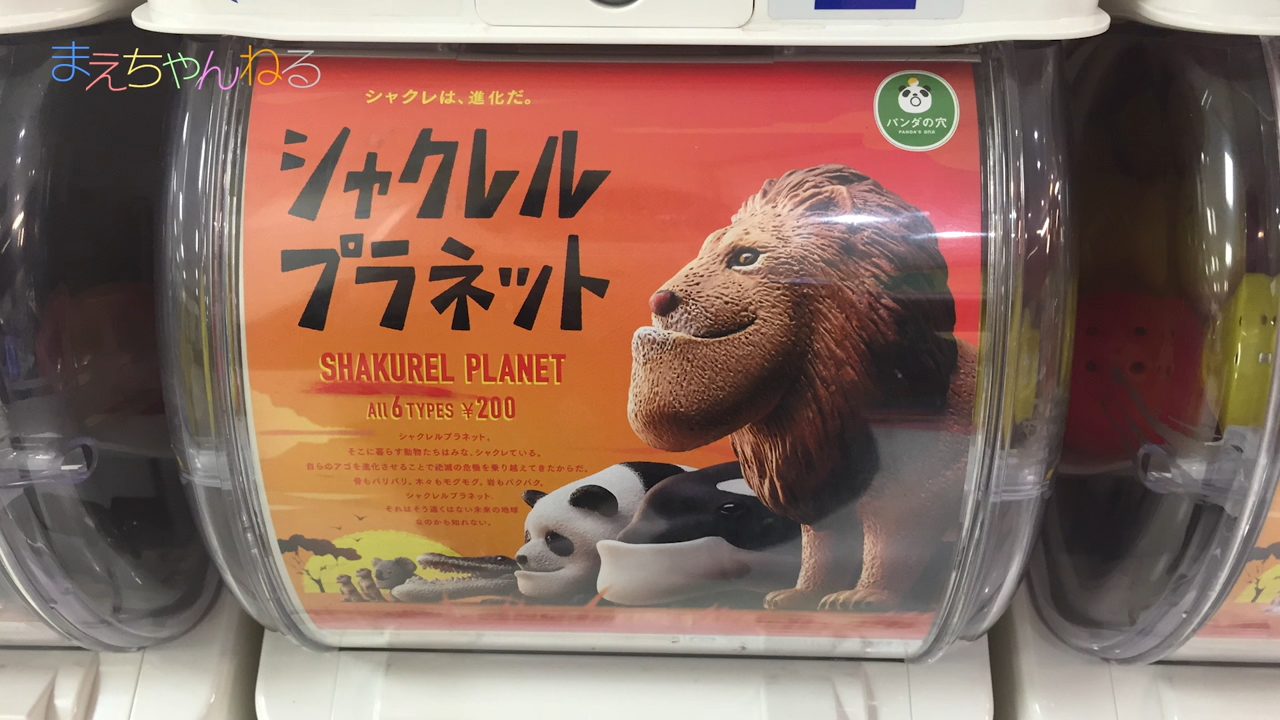 まえちゃんねる
シャクレは、進化だ。
パンダの穴
PANDA'S ANA
シャクレル
プラネット
SHAKUREL PLANET
All 6 TYPES ¥200
シャクレルプラネット。
そこに暮らす動物たちはみな、シャクレている。
自らのアゴを進化させることで絶滅の危機を乗り越えてきたからだ。
骨もバリバリ。木々もモグモグ。岩もバクバク。
シャクレルプラネット。
それはそう遠くはない未来の地球
なのかも知れない。